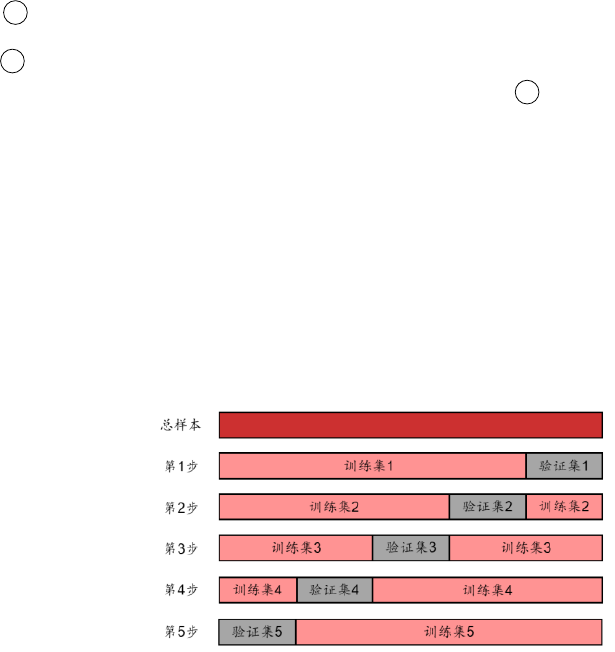 总样本
第1步 训练集1 验证集1
第2步 训练集2 验证集2 训练集2
第3步 训练集3 验证集3 训练集3
第4步 训练集4 验证集4 训练集4
第5步 验证集5 训练集5